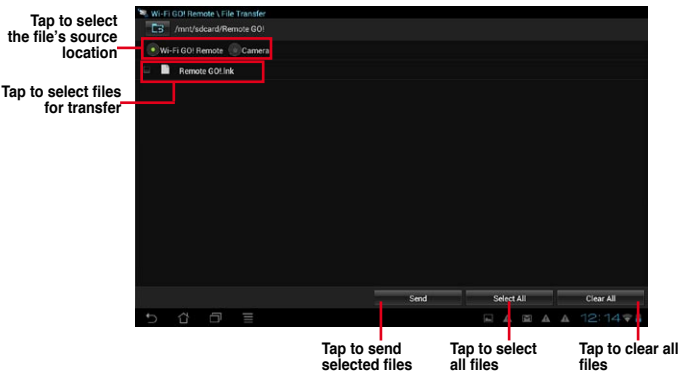 Wi-Fi GO! Remote \ File Transfer
Tap to select
the file's source
location
/mnt/sdcard/Remote GO!
Wi-Fi GO! Remote Camera
Remote GO!.lnk
Tap to select files
for transfer
Send Select All Clear All
12:14
Tap to send
selected files
Tap to select
all files
Tap to clear all
files